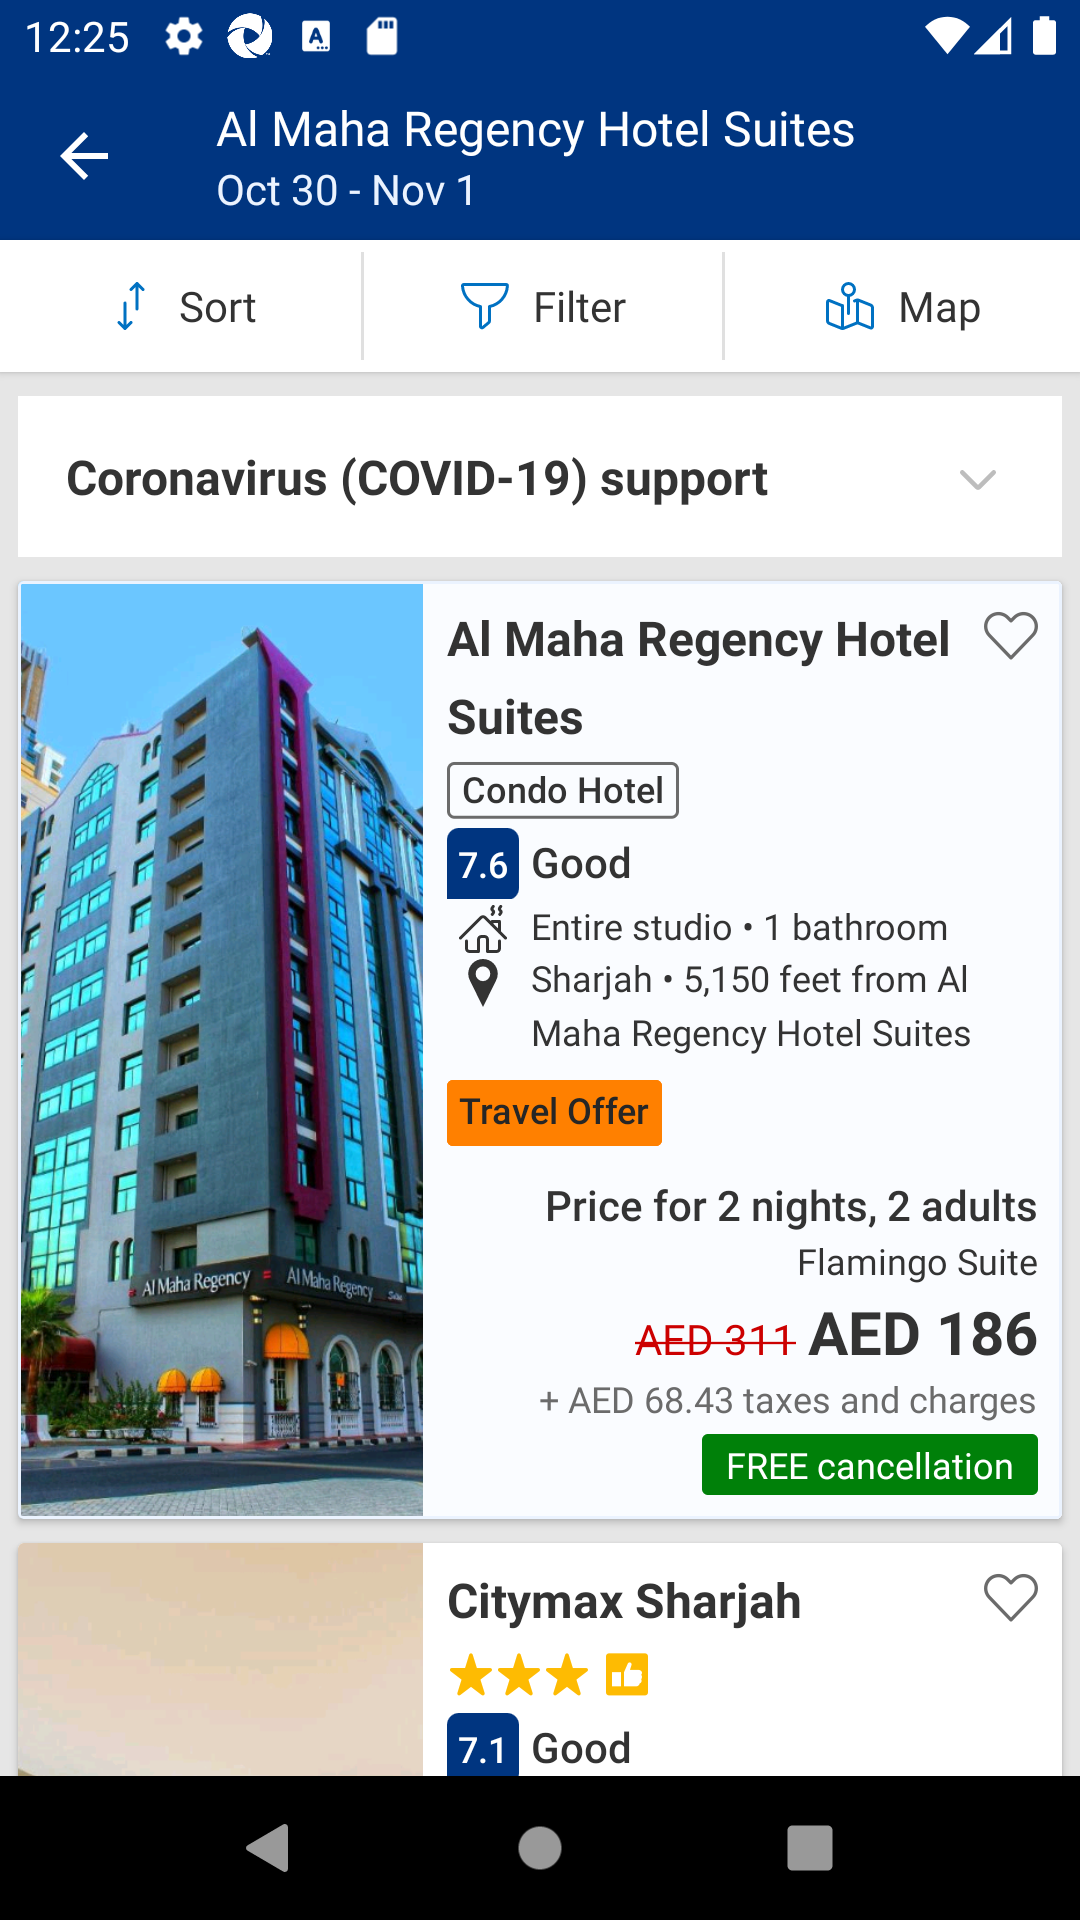 12:25
Al Maha Regency Hotel Suites
Oct 30 - Nov 1
Sort
Filter
Map
Coronavirus (COVID-19) support
Al Maha Regency Hotel
Suites
Condo Hotel
7.6 Good
Entire studio • 1 bathroom
Sharjah • 5,150 feet from Al
Maha Regency Hotel Suites
Travel Offer
Price for 2 nights, 2 adults
Flamingo Suite
AED 311 AED 186
+ AED 68.43 taxes and charges
FREE cancellation
Al Maha Regency
Al Maha Regency
Citymax Sharjah
7.1 Good